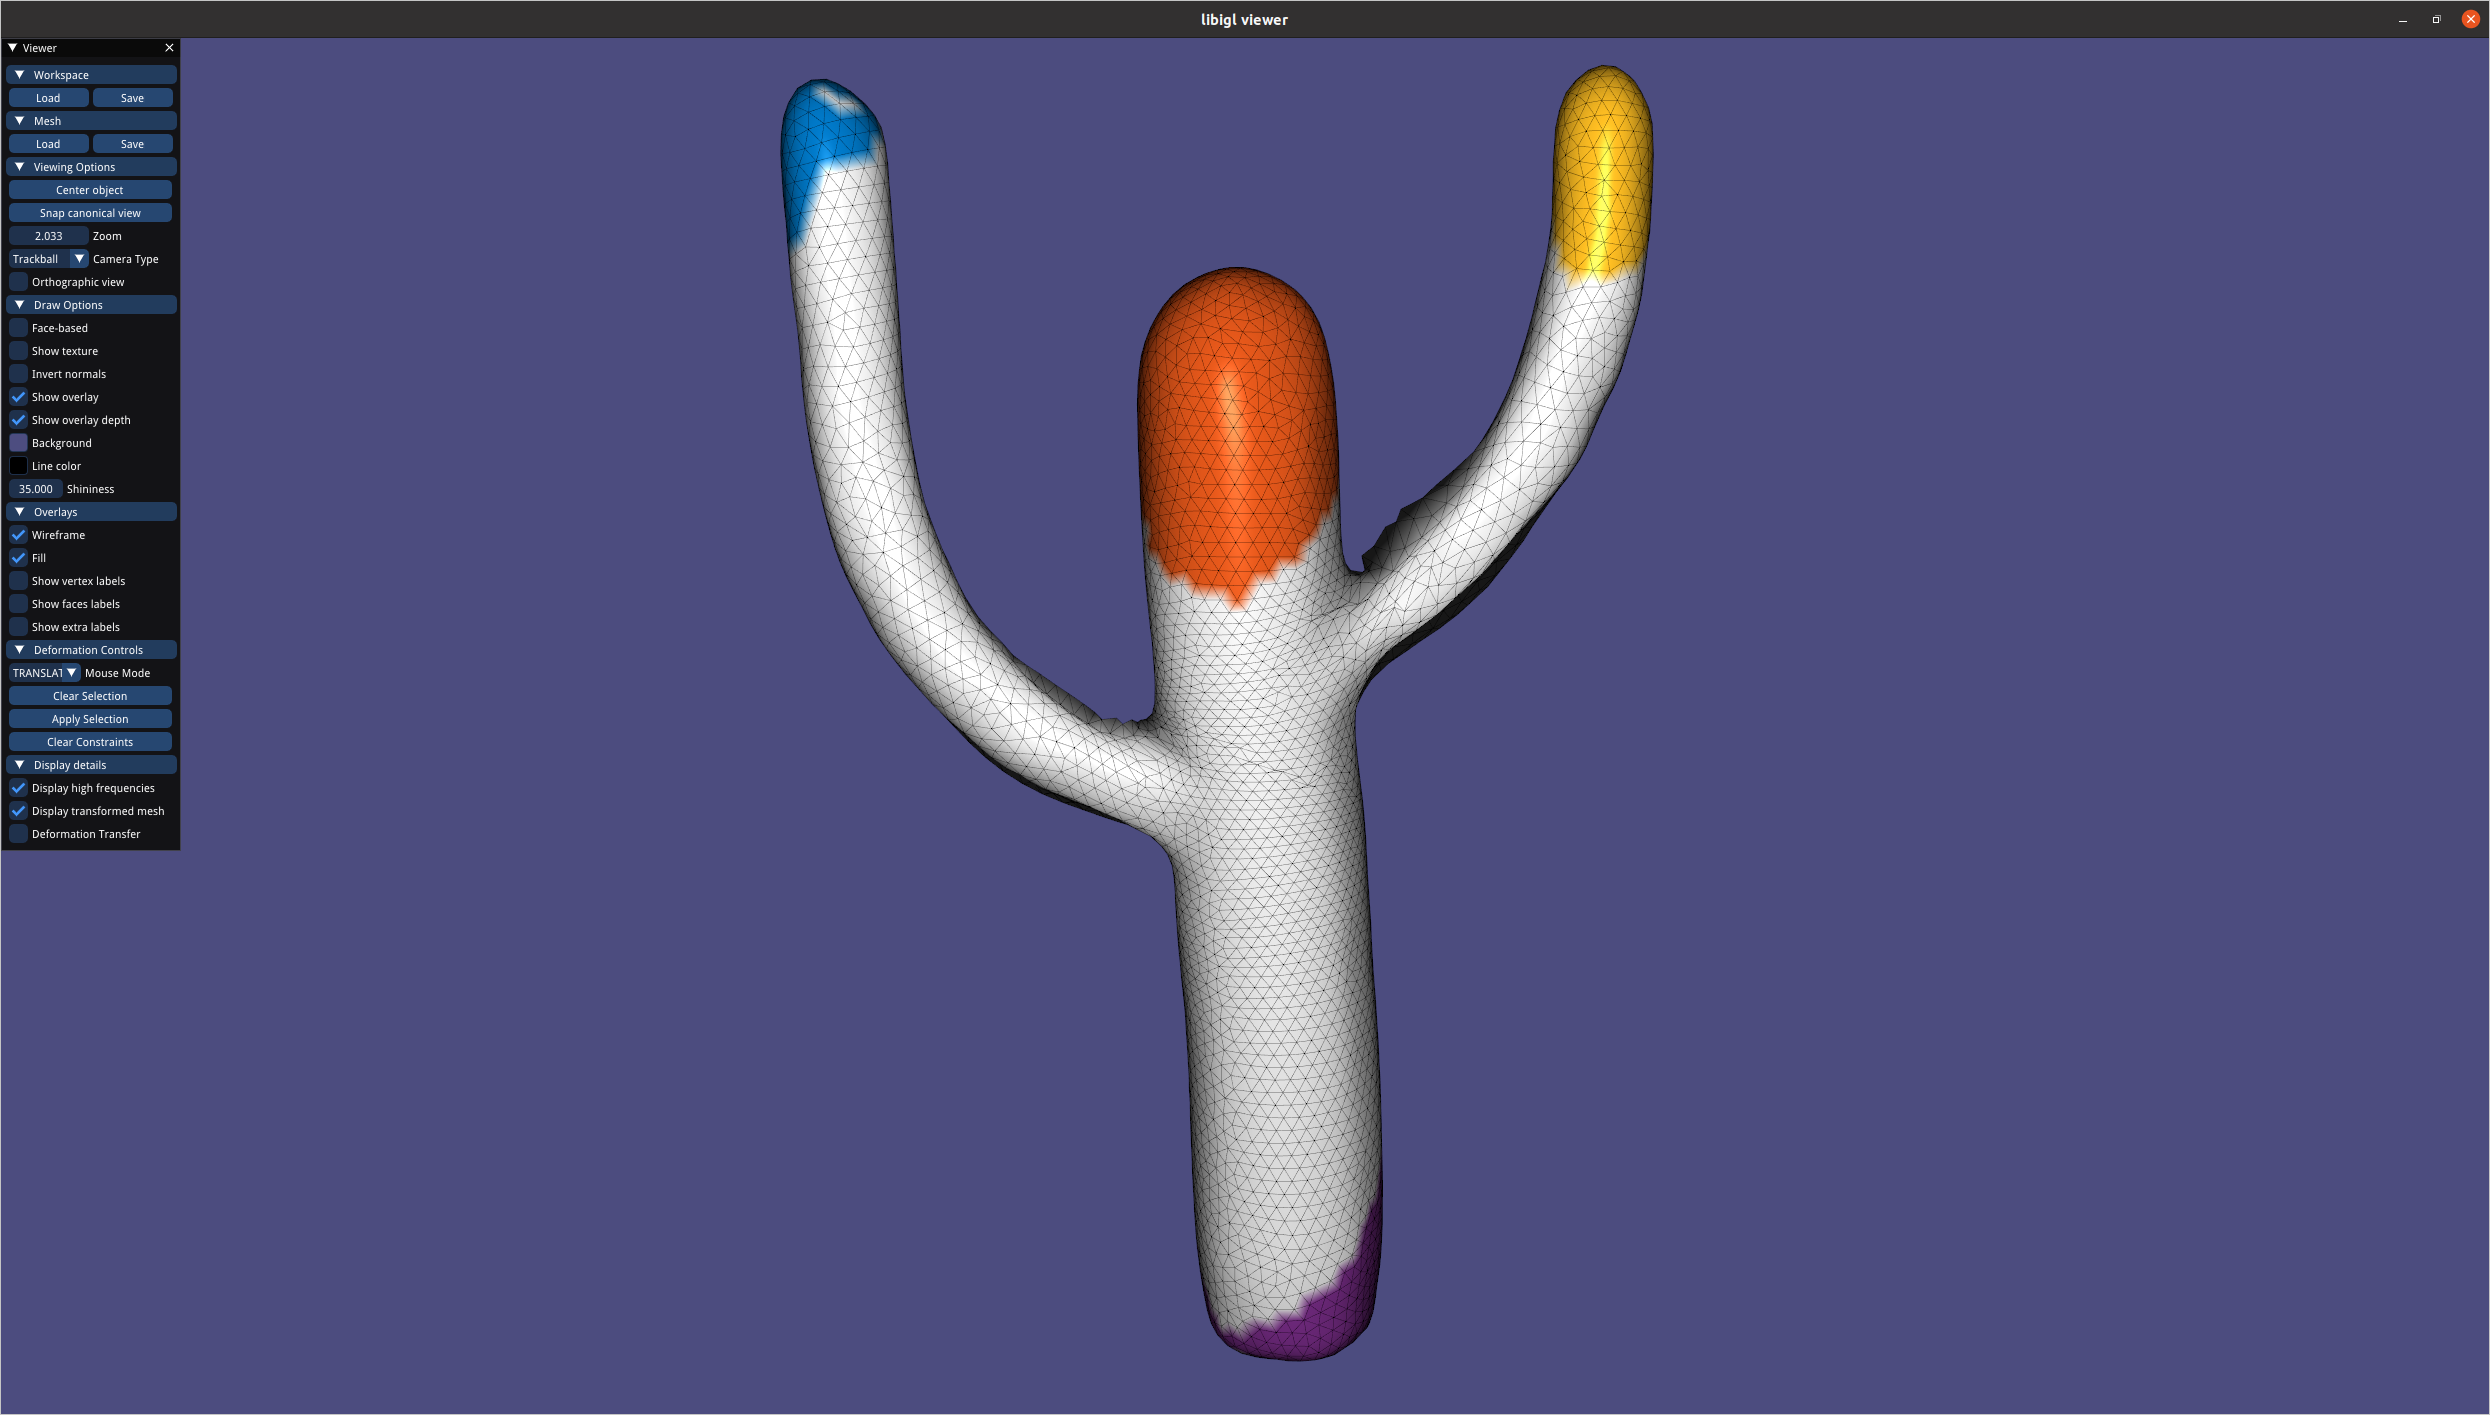 libigl viewer
Viewer
Workspace
Load Save
Mesh
Load Save
Viewing Options
Center object
Snap canonical view
2.033 Zoom
Trackball Camera Type
Orthographic view
Draw Options
Face-based
Show texture
Invert normals
Show overlay
Show overlay depth
Background
Line color
35.000 Shininess
Overlays
Wireframe
Fill
Show vertex labels
Show faces labels
Show extra labels
Deformation Controls
TRANSLAT Mouse Mode
Clear Selection
Apply Selection
Clear Constraints
Display details
Display high frequencies
Display transformed mesh
Deformation Transfer